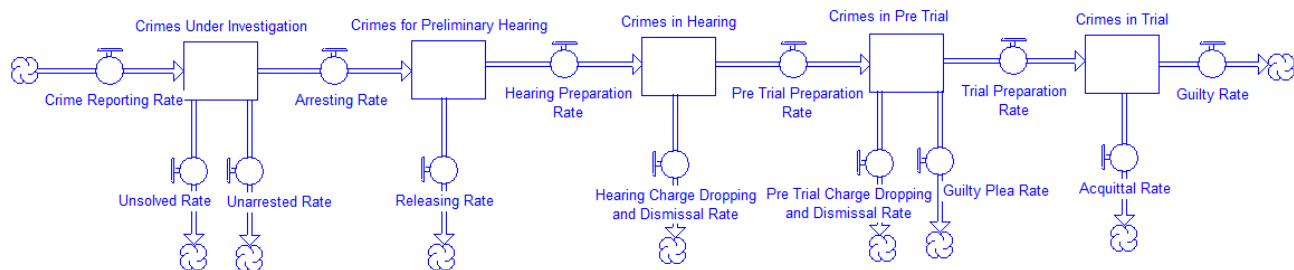 Crimes Under Investigation
Crimes for Preliminary Hearing
Crimes in Hearing
Crimes in Pre Trial
Crimes in Trial
Crime Reporting Rate
Arresting Rate
Hearing Preparation
Rate
Pre Trial Preparation
Rate
Trial Preparation
Rate
Guilty Rate
Unsolved Rate
Unarrested Rate
Releasing Rate
Hearing Charge Dropping
and Dismissal Rate
Pre Trial Charge Dropping
and Dismissal Rate
Guilty Plea Rate
Acquittal Rate